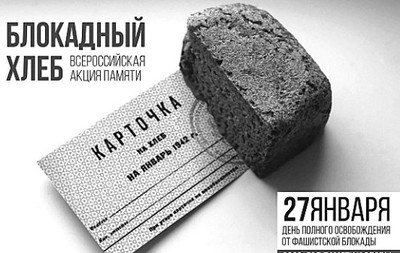 БЛОКАДНЫЙ
ХЛЕБ
ВСЕРОССИЙСКАЯ
АКЦИЯ ПАМЯТИ
КАРТОЧКА
НА ХЛЕБ
НА ЯНВАРЬ 1942 г.
27ЯНВАРЯ
ДЕНЬ ПОЛНОГО ОСВОБОЖДЕНИЯ
ОТ ФАШИСТСКОЙ БЛОКАДЫ